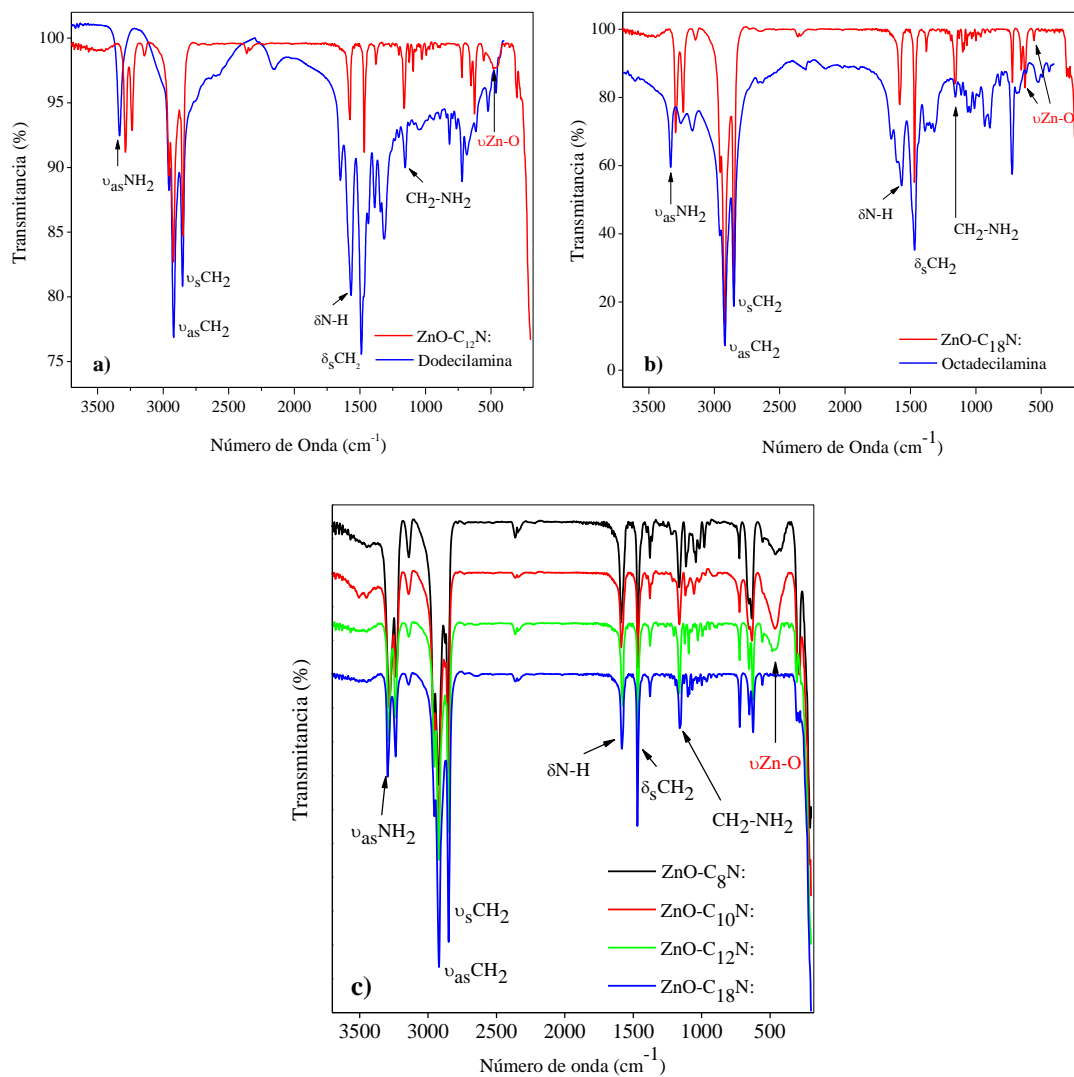 100
95
90
85
80
75
Transmitancia (%)
υasNH2
υsCH2
υasCH2
δN-H
δsCH2
CH2-NH2
υZn-O
a)
ZnO-C12N:
Dodecilamina
3500 3000 2500 2000 1500 1000 500
Número de Onda (cm-1)
100
80
60
40
20
0
Transmitancia (%)
υasNH2
υsCH2
υasCH2
δN-H
δsCH2
CH2-NH2
υZn-O
b)
ZnO-C18N:
Octadecilamina
3500 3000 2500 2000 1500 1000 500
Número de Onda (cm-1)
Transmitancia (%)
υasNH2
υsCH2
υasCH2
δN-H
δsCH2
CH2-NH2
υZn-O
ZnO-C8N:
ZnO-C10N:
ZnO-C12N:
ZnO-C18N:
c)
3500 3000 2500 2000 1500 1000 500
Número de onda (cm-1)